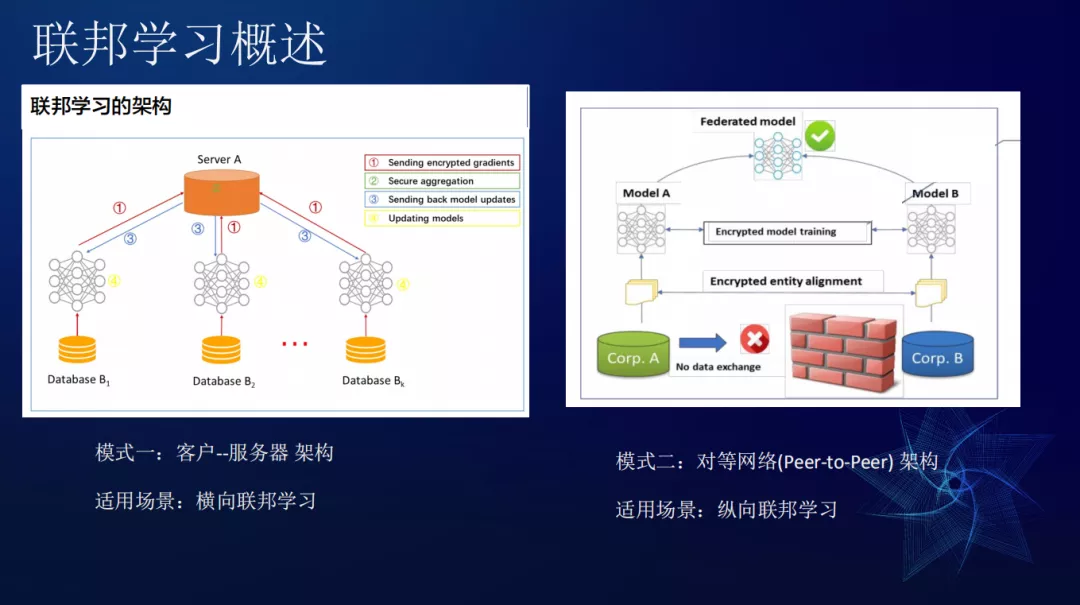 联邦学习概述
联邦学习的架构
Server A
① Sending encrypted gradients
② Secure aggregation
③ Sending back model updates
④ Updating models
②
① ①
③ ③ ① ③
④ ④ ④
...
Database B1 Database B2 Database Bk
模式一：客户--服务器 架构
适用场景：横向联邦学习
Federated model
Model A Model B
Encrypted model training
Encrypted entity alignment
Corp. A Corp. B
No data exchange
模式二：对等网络(Peer-to-Peer) 架构
适用场景：纵向联邦学习